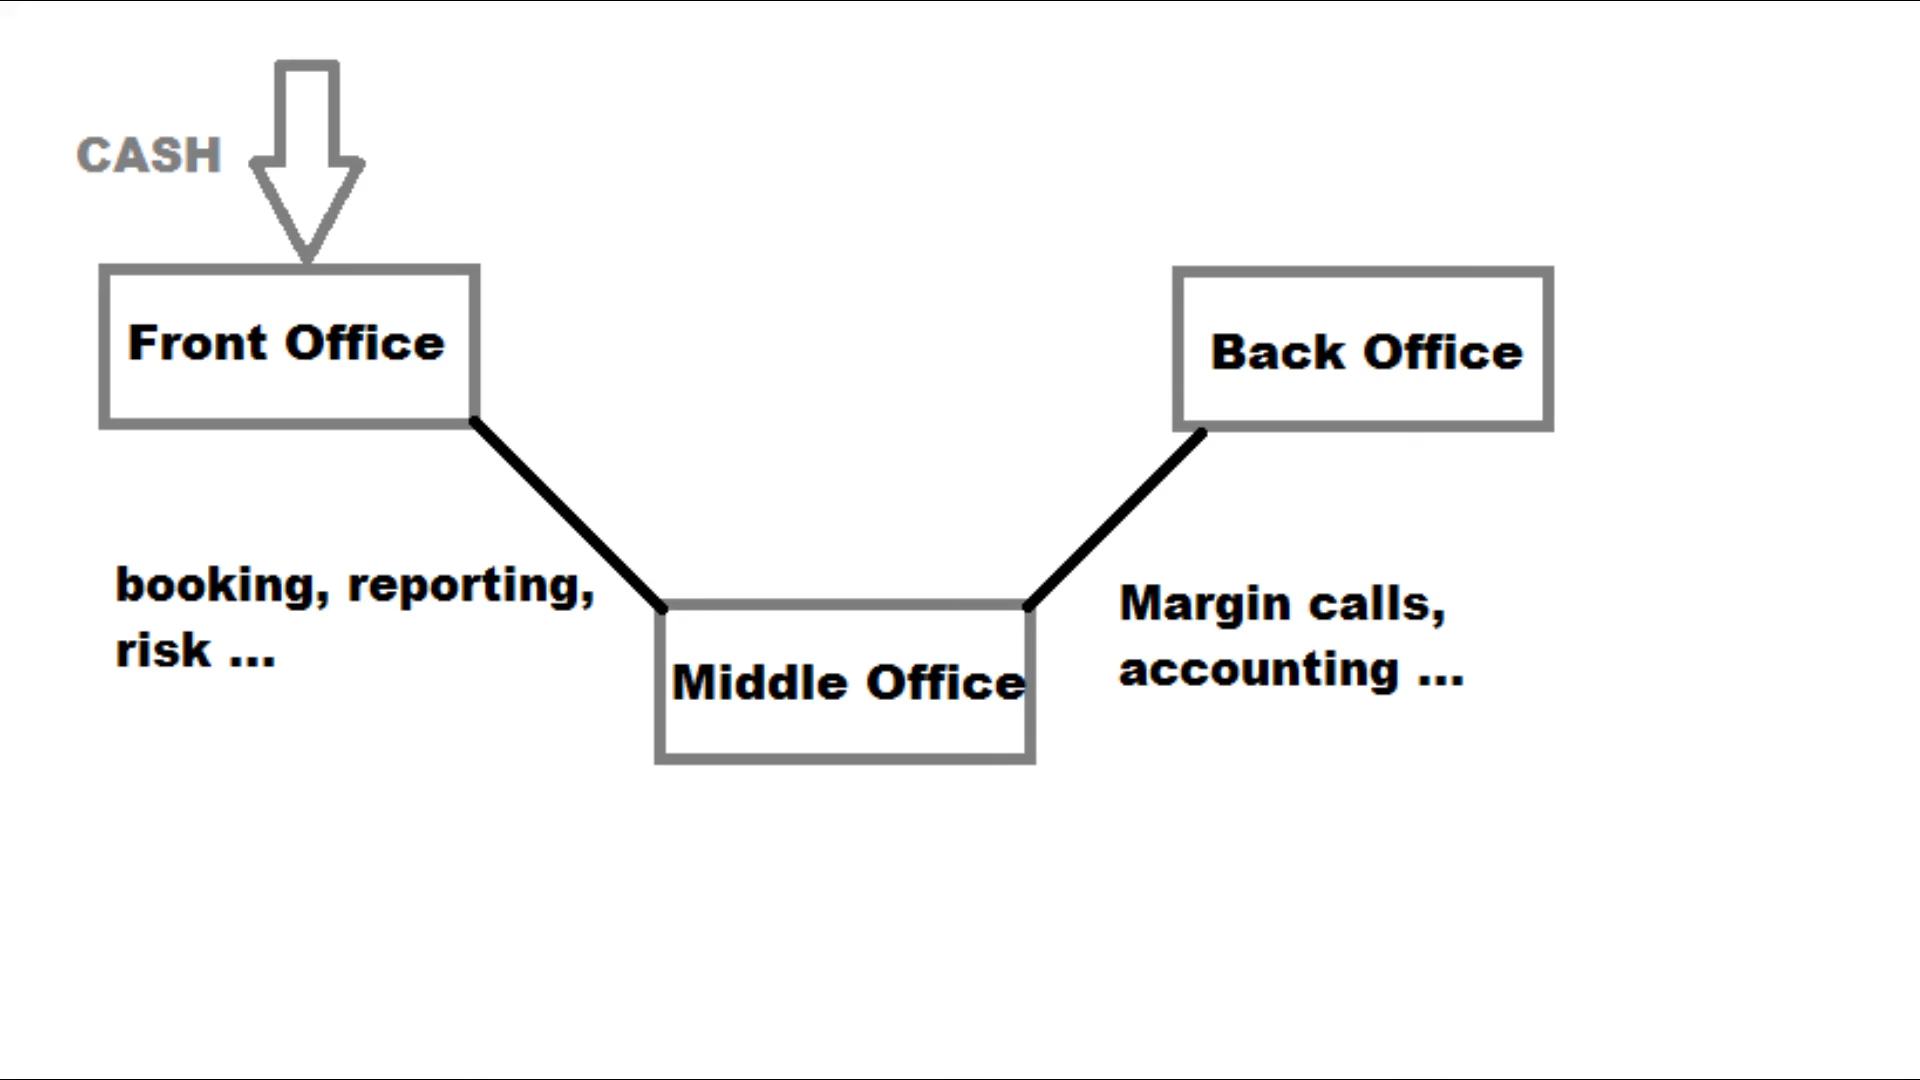 CASH
Front Office
Back Office
booking, reporting,
risk ...
Middle Office
Margin calls,
accounting ...